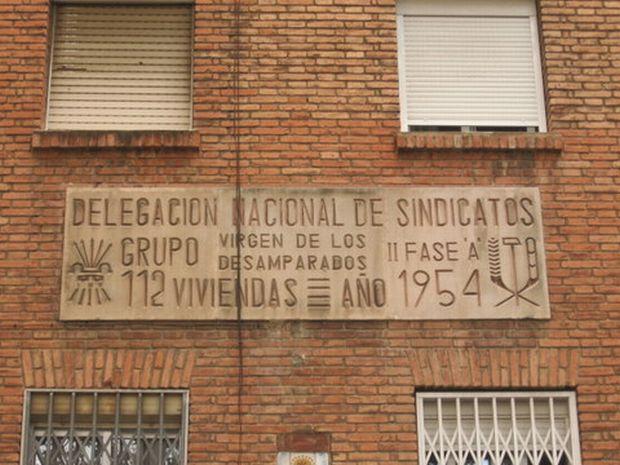 DELEGACION NACIONAL DE SINDICATOS
GRUPO VIRGEN DE LOS DESAMPARADOS II FASE "A"
112 VIVIENDAS AÑO 1954